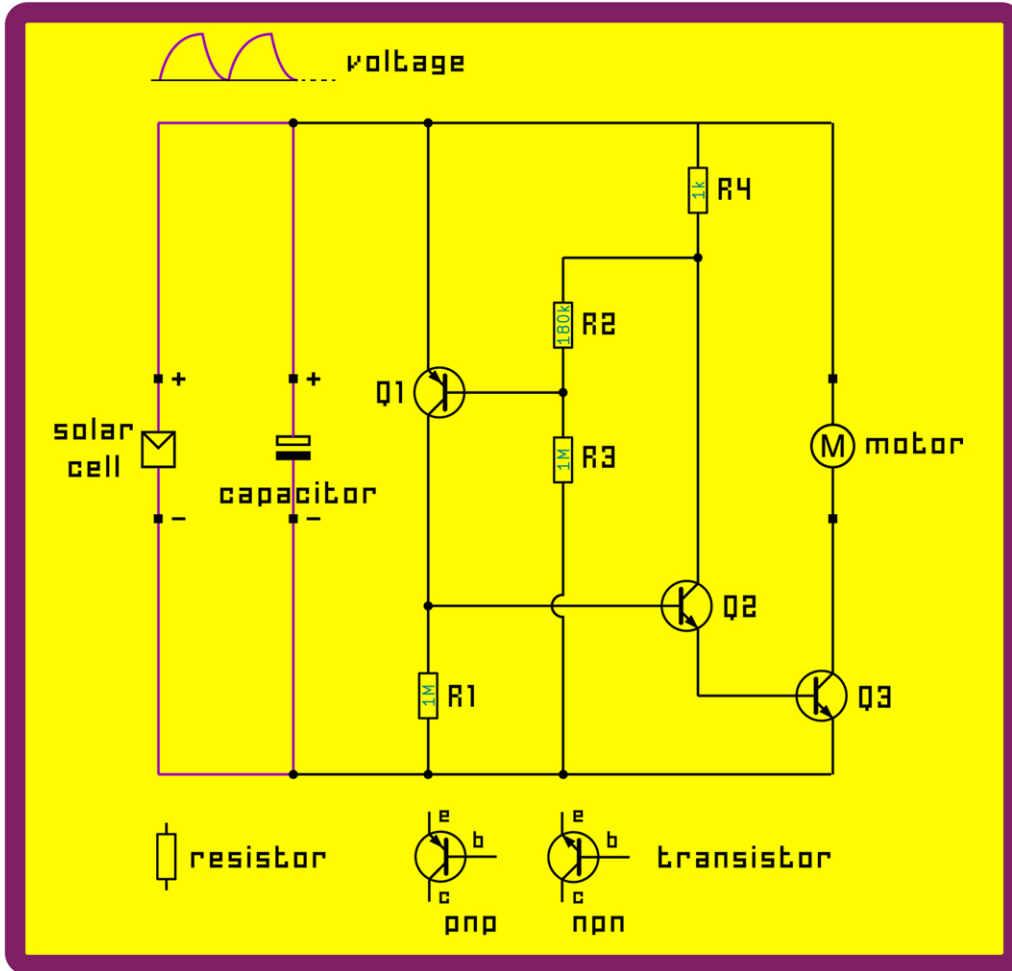 voltage
1k R4
180k R2
Q1
+ +
solar
cell
1M R3
M motor
capacitor
- -
Q2
1M R1
Q3
resistor
e
b
c
pnp
e
b
c
npn
transistor